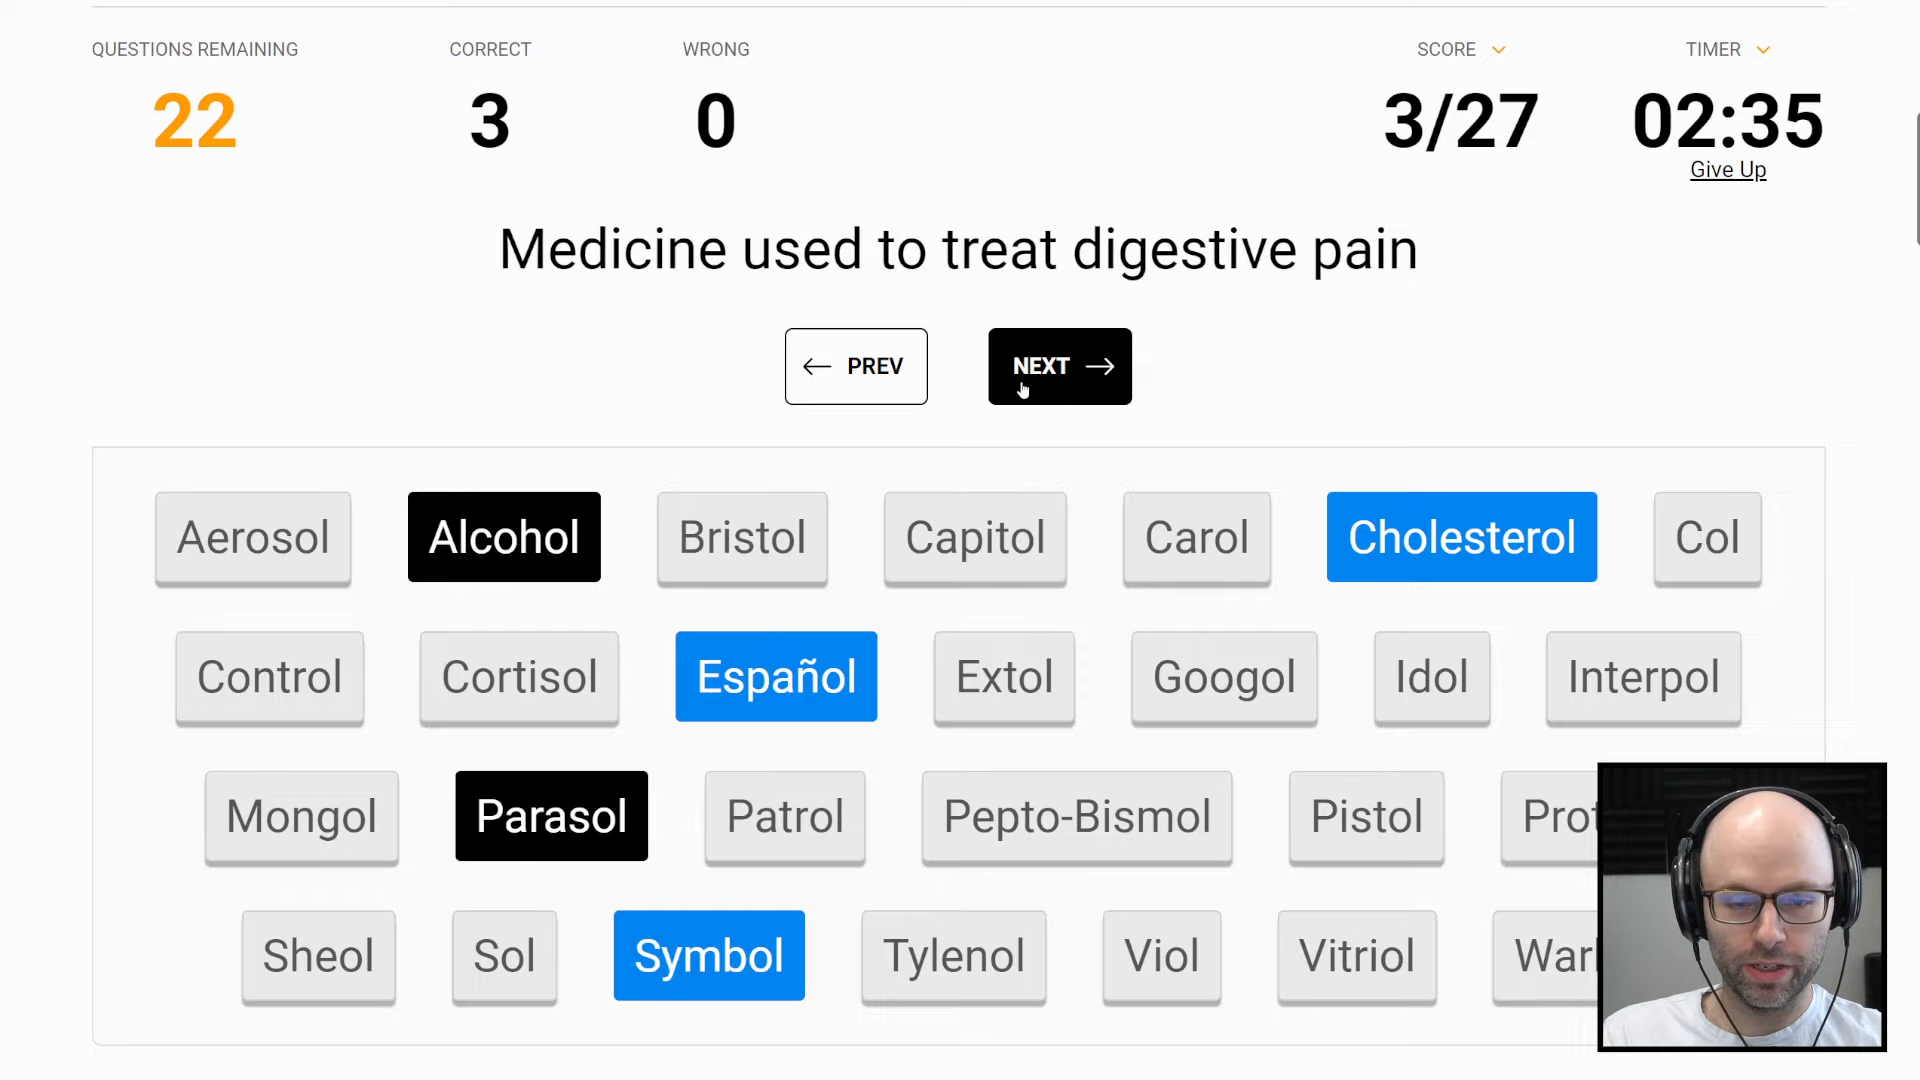 QUESTIONS REMAINING CORRECT WRONG SCORE TIMER
22 3 0 3/27 02:35
Give Up
Medicine used to treat digestive pain
PREV NEXT
Aerosol Alcohol Bristol Capitol Carol Cholesterol Col
Control Cortisol Español Extol Googol Idol Interpol
Mongol Parasol Patrol Pepto-Bismol Pistol
Sheol Sol Symbol Tylenol Viol Vitriol